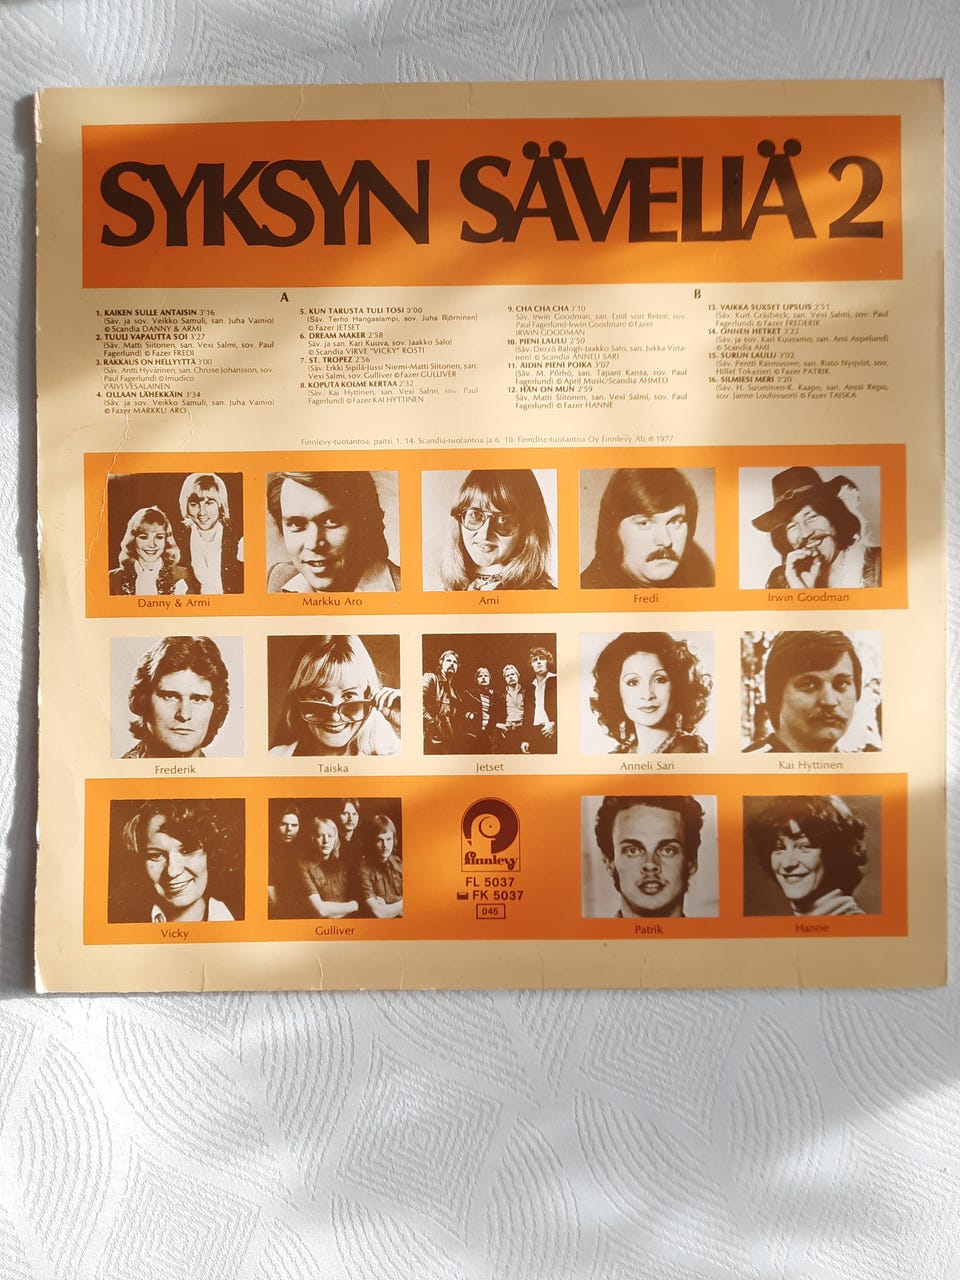 SYKSYN SÄVELIÄ 2
A
1. KAIKEN SULLE ANTAISIN 3'16
(Säv. ja sov. Veikko Samuli, san. Juha Vainio)
© Scandia DANNY & ARMI
2. TUULI VAPAUTTA SOI 3'27
(Säv. Matti Siitonen, san. Vexi Salmi, sov. Paul
Fagerlund) © Fazer FREDI
3. RAKKAUS ON HELLYYTTÄ 3'00
(Säv. Antti Hyvärinen, san. Chrisse Johansson, sov.
Paul Fagerlund) © Imudico
PÄIVI VESALAINEN
4. OLLAAN LÄHEKKÄIN 3'34
(Säv. ja sov. Veikko Samuli, san. Juha Vainio)
© Fazer MARKKU ARO
5. KUN TARUSTA TULI TOSI 3'00
(Säv. Terho Hangaslampi, sov. Juha Björninen)
© Fazer JETSET
6. DREAM MAKER 2'58
(Säv. ja san. Kari Kuuva, sov. Jaakko Salo)
© Scandia VIRVE "VICKY" ROSTI
7. ST. TROPEZ 2'56
(Säv. Erkki Sipilä-Jussi Niemi-Matti Siitonen, san.
Vexi Salmi, sov. Gulliver © Fazer GULLIVER
8. KOPUTA KOLME KERTAA 2'32
(Säv. Kai Hyttinen, san. Vexi Salmi, sov. Paul
Fagerlund) © Fazer KAI HYTTINEN
B
9. CHA CHA CHA 3'10
(Säv. Irwin Goodman, san. Emil von Retee, sov.
Paul Fagerlund-Irwin Goodman) © Fazer
IRWIN GOODMAN
10. PIENI LAULU 2'50
(Säv. Derzö Balogh-Jaakko Salo, san. Jukka Virta-
nen) © Scandia ANNELI SARI
11. ÄIDIN PIENI POIKA 3'07
(Säv. M. Pörhö, san. Tapani Kansa, sov. Paul
Fagerlund) © April Music/Scandia AHMED
12. HÄN ON MUN 2'59
(Säv. Matti Siitonen, san. Vexi Salmi, sov. Paul
Fagerlund) © Fazer HANNE
13. VAIKKA SUKSET LIPSUIS 2'51
(Säv. Kurt Gräsbeck, san. Vexi Salmi, sov. Paul
Fagerlund) © Fazer FREDERIK
14. ONNEN HETKET 3'22
(Säv. ja sov. Kari Kuusamo, san. Ami Aspelund)
© Scandia AMI
15. SURUN LAULU 3'02
(Säv. Pentti Rasmussen, san. Risto Nyqvist, sov.
Hillel Tokazier) © Fazer PATRIK
16. SILMIESI MERI 3'20
(Säv. H. Suominen-K. Kaapo, san. Anssi Repo,
sov. Janne Louhivuori) © Fazer TAISKA
Finnlevy-tuotantoa, paitsi 1, 14. Scandia-tuotantoa ja 6, 10, Finndisc-tuotantoa Oy Finnlevy Ab ℗ 1977
Danny & Armi Markku Aro Ami Fredi Irwin Goodman
Frederik Taiska Jetset Anneli Sari Kai Hyttinen
finnlevy
FL 5037
FK 5037
045
Vicky Gulliver Patrik Hanne